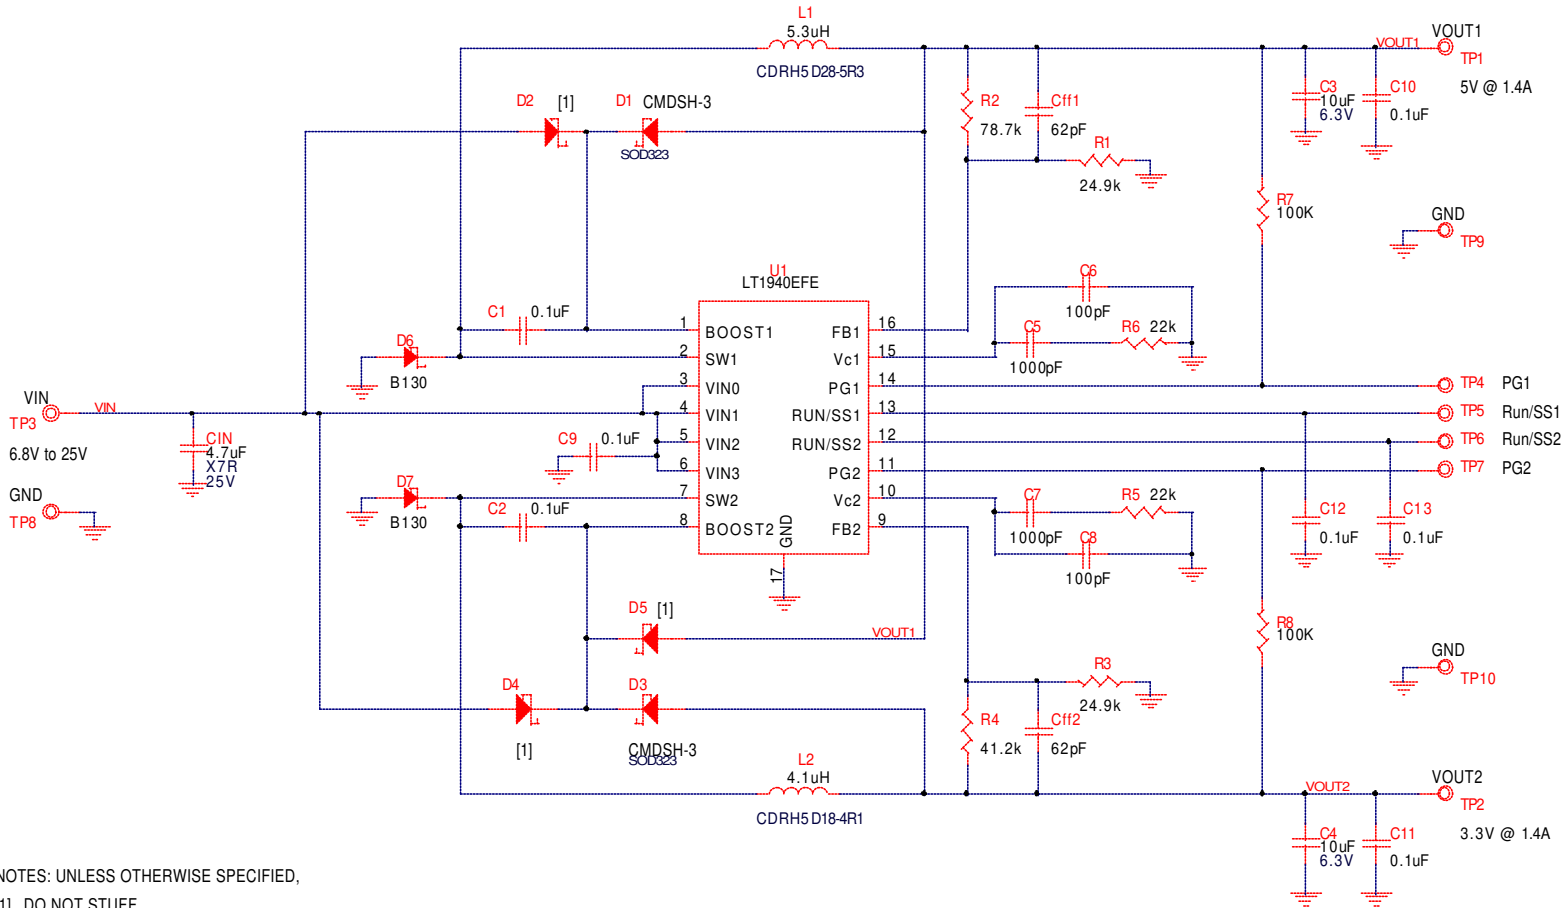 L1
5.3uH
CDRH5D28-5R3
VOUT1
VOUT1
TP1
5V @ 1.4A
D2
[1]
D1
CMDSH-3
SOD323
R2
78.7k
Cff1
62pF
R1
24.9k
C3
10uF
6.3V
C10
0.1uF
R7
100K
GND
TP9
U1
LT1940EFE
C6
100pF
C1
0.1uF
1
BOOST1
FB1
16
C5
1000pF
R6
22k
D6
B130
2
SW1
Vc1
15
3
VIN0
PG1
14
TP4
PG1
VIN
TP3
VIN
6.8V to 25V
4
VIN1
RUN/SS1
13
TP5
Run/SS1
CIN
4.7uF
X7R
25V
C9
0.1uF
5
VIN2
RUN/SS2
12
TP6
Run/SS2
6
VIN3
PG2
11
TP7
PG2
GND
TP8
D7
B130
7
SW2
Vc2
10
C7
1000pF
R5
22k
C2
0.1uF
8
BOOST2
FB2
9
GND
17
C8
100pF
C12
0.1uF
C13
0.1uF
D5
[1]
VOUT1
R8
100K
GND
TP10
D4
[1]
D3
CMDSH-3
SOD323
R3
24.9k
R4
41.2k
Cff2
62pF
L2
4.1uH
CDRH5D18-4R1
VOUT2
VOUT2
TP2
3.3V @ 1.4A
C4
10uF
6.3V
C11
0.1uF
NOTES: UNLESS OTHERWISE SPECIFIED,
1] DO NOT STUFF